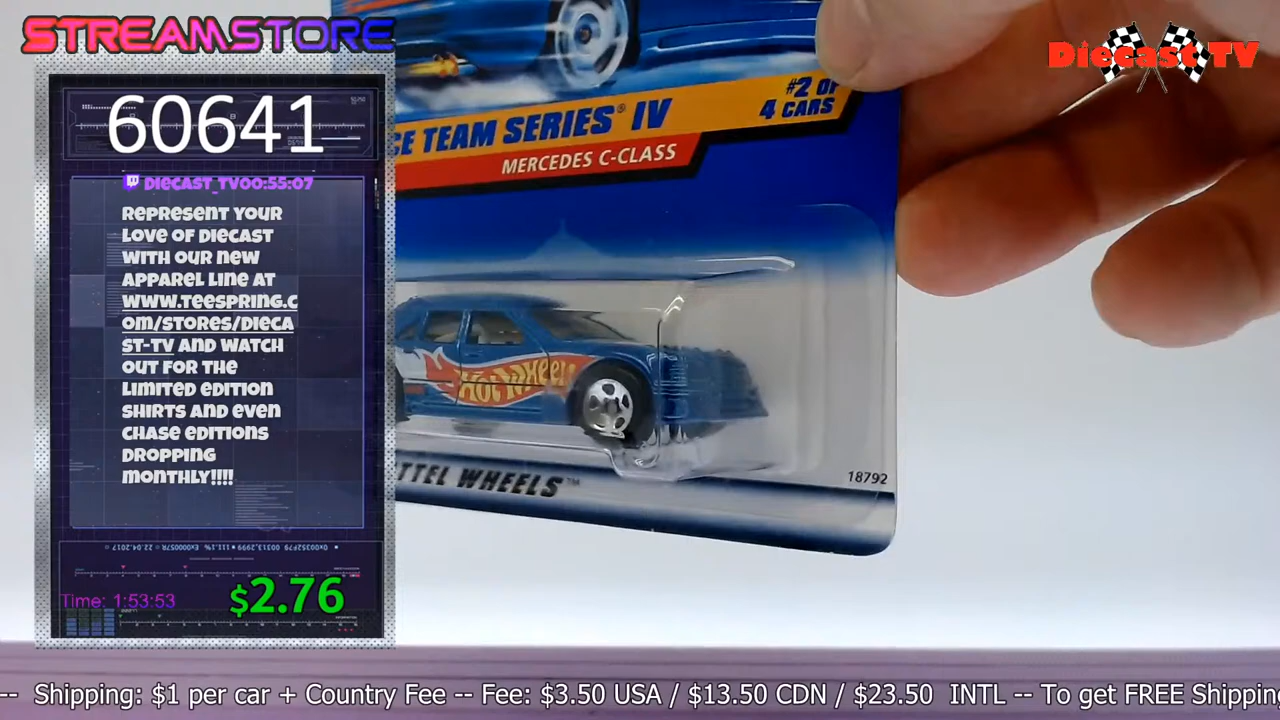 STREAMSTORE
60641
DIECAST_TV00:55:07
REPRESENT YOUR
LOVE OF DIECAST
WITH OUR NEW
APPAREL LINE AT
WWW.TEESPRING.C
OM/STORES/DIECA
ST-TV AND WATCH
OUT FOR THE
LIMITED EDITION
SHIRTS AND EVEN
CHASE EDITIONS
DROPPING
MONTHLY!!!!
Time: 1:53:53
$2.76
Diecast TV
#2 OF
4 CARS
CE TEAM SERIES® IV
MERCEDES C-CLASS
HOT WHEELS
TTEL WHEELS™
18792
-- Shipping: $1 per car + Country Fee -- Fee: $3.50 USA / $13.50 CDN / $23.50 INTL -- To get FREE Shipping